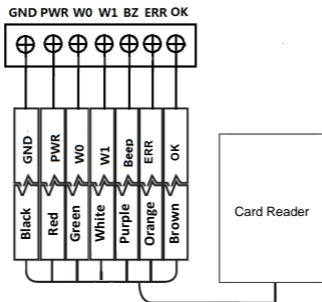 GND PWR W0 W1 BZ ERR OK
GND
PWR
W0
W1
Beep
ERR
OK
Black
Red
Green
White
Purple
Orange
Brown
Card Reader